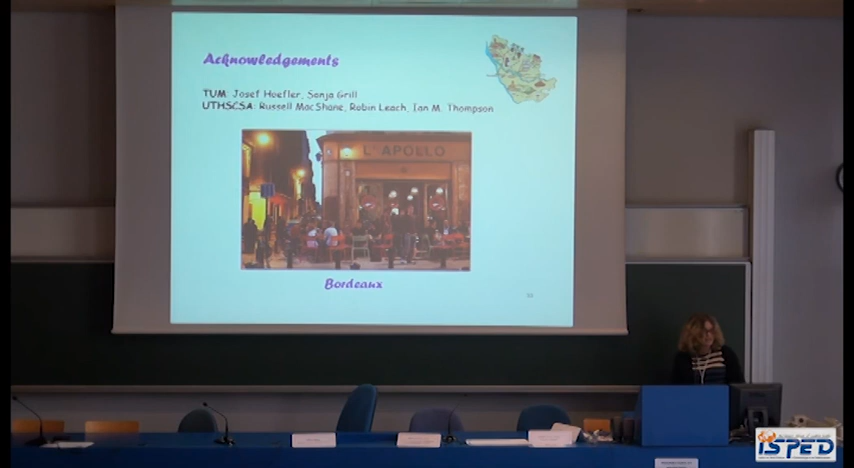 Acknowledgements
TUM: Josef Hoefler, Sonja Grill
UTHSCSA: Russell MacShane, Robin Leach, Ian M. Thompson
L'APOLLO
Bordeaux
ISPED